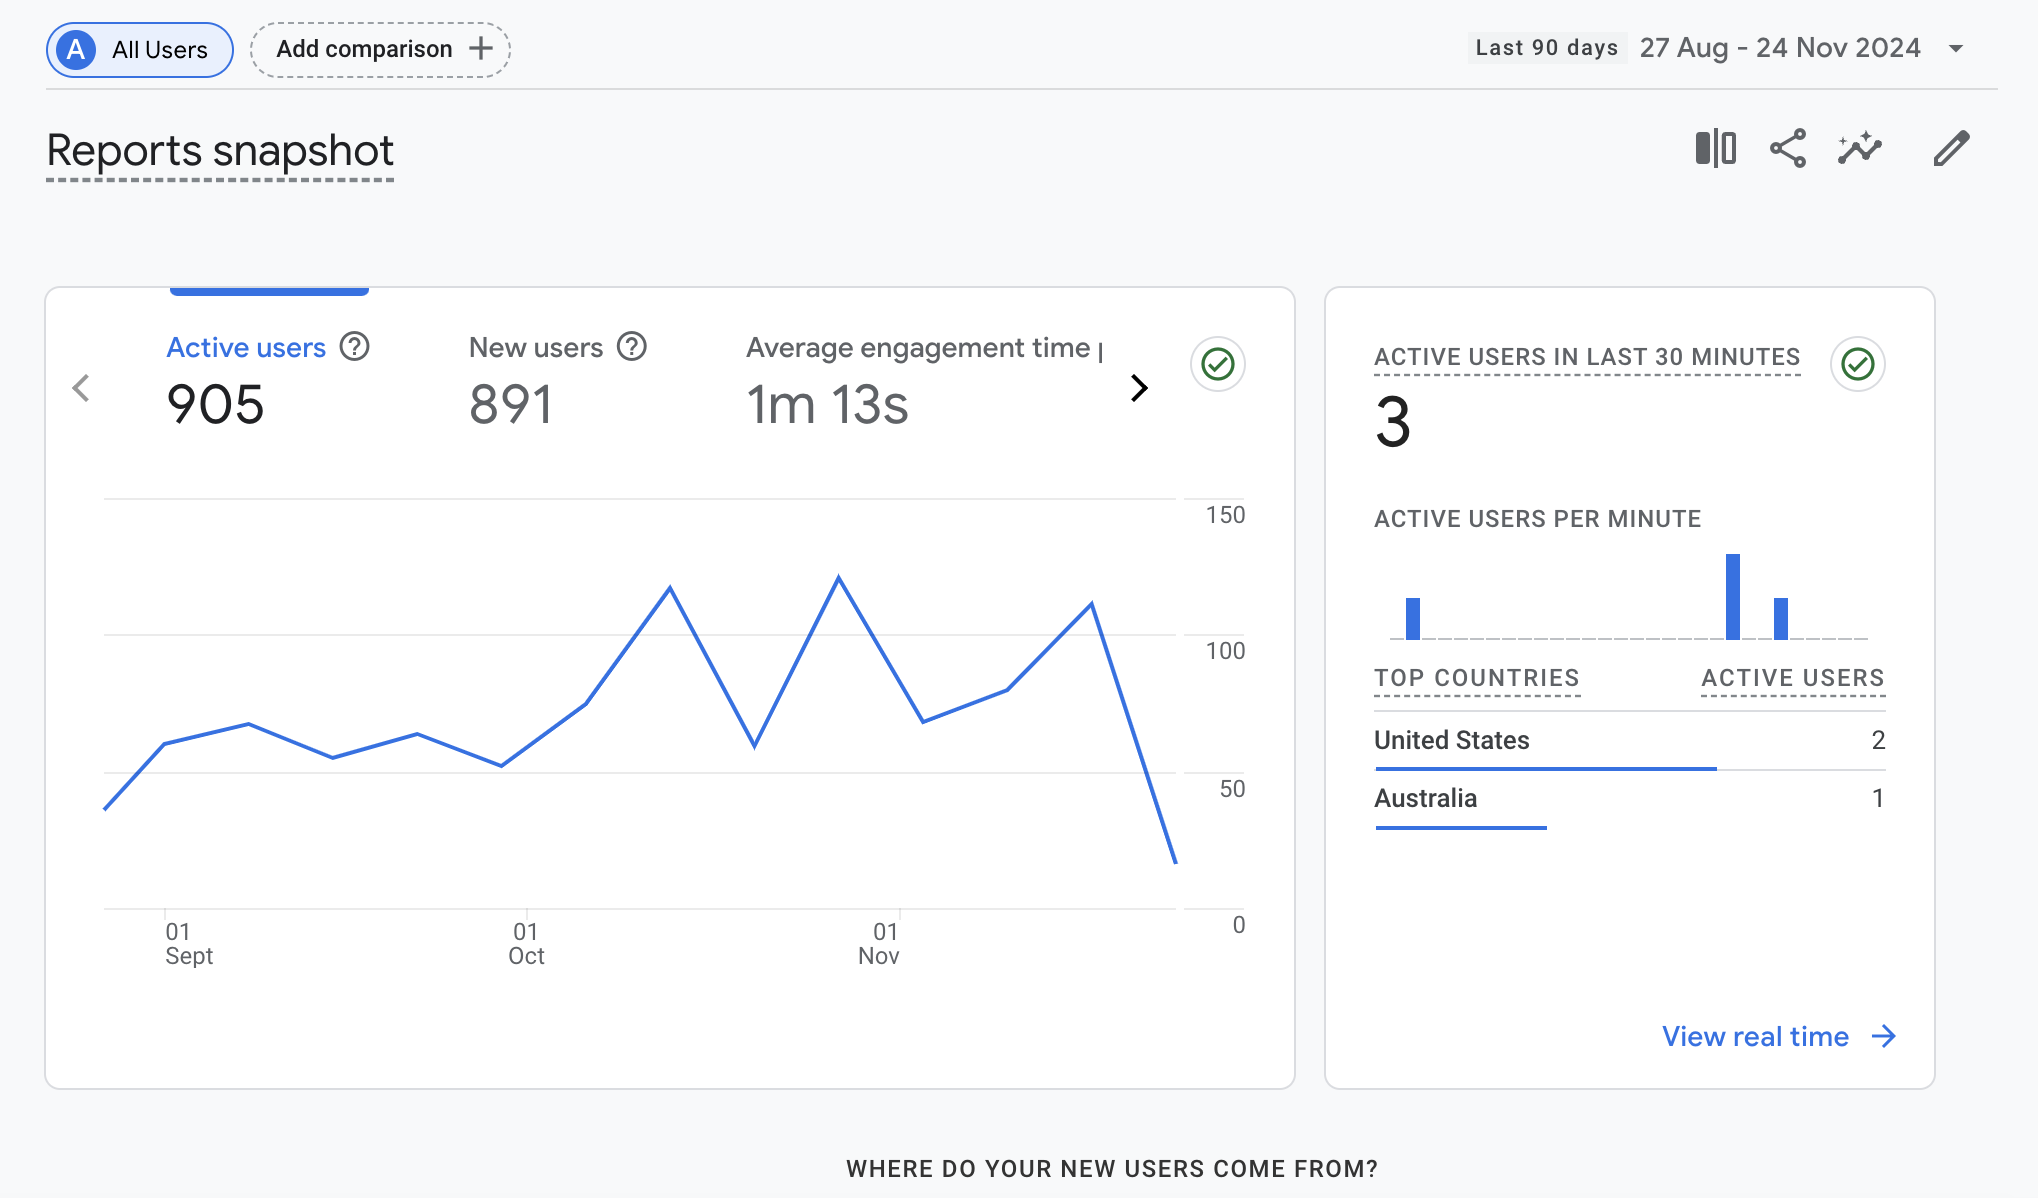 A All Users
Add comparison
Last 90 days 27 Aug - 24 Nov 2024
Reports snapshot
Active users
905
New users
891
Average engagement time
1m 13s
150
100
50
0
01
Sept
01
Oct
01
Nov
ACTIVE USERS IN LAST 30 MINUTES
3
ACTIVE USERS PER MINUTE
TOP COUNTRIES ACTIVE USERS
United States 2
Australia 1
View real time
WHERE DO YOUR NEW USERS COME FROM?